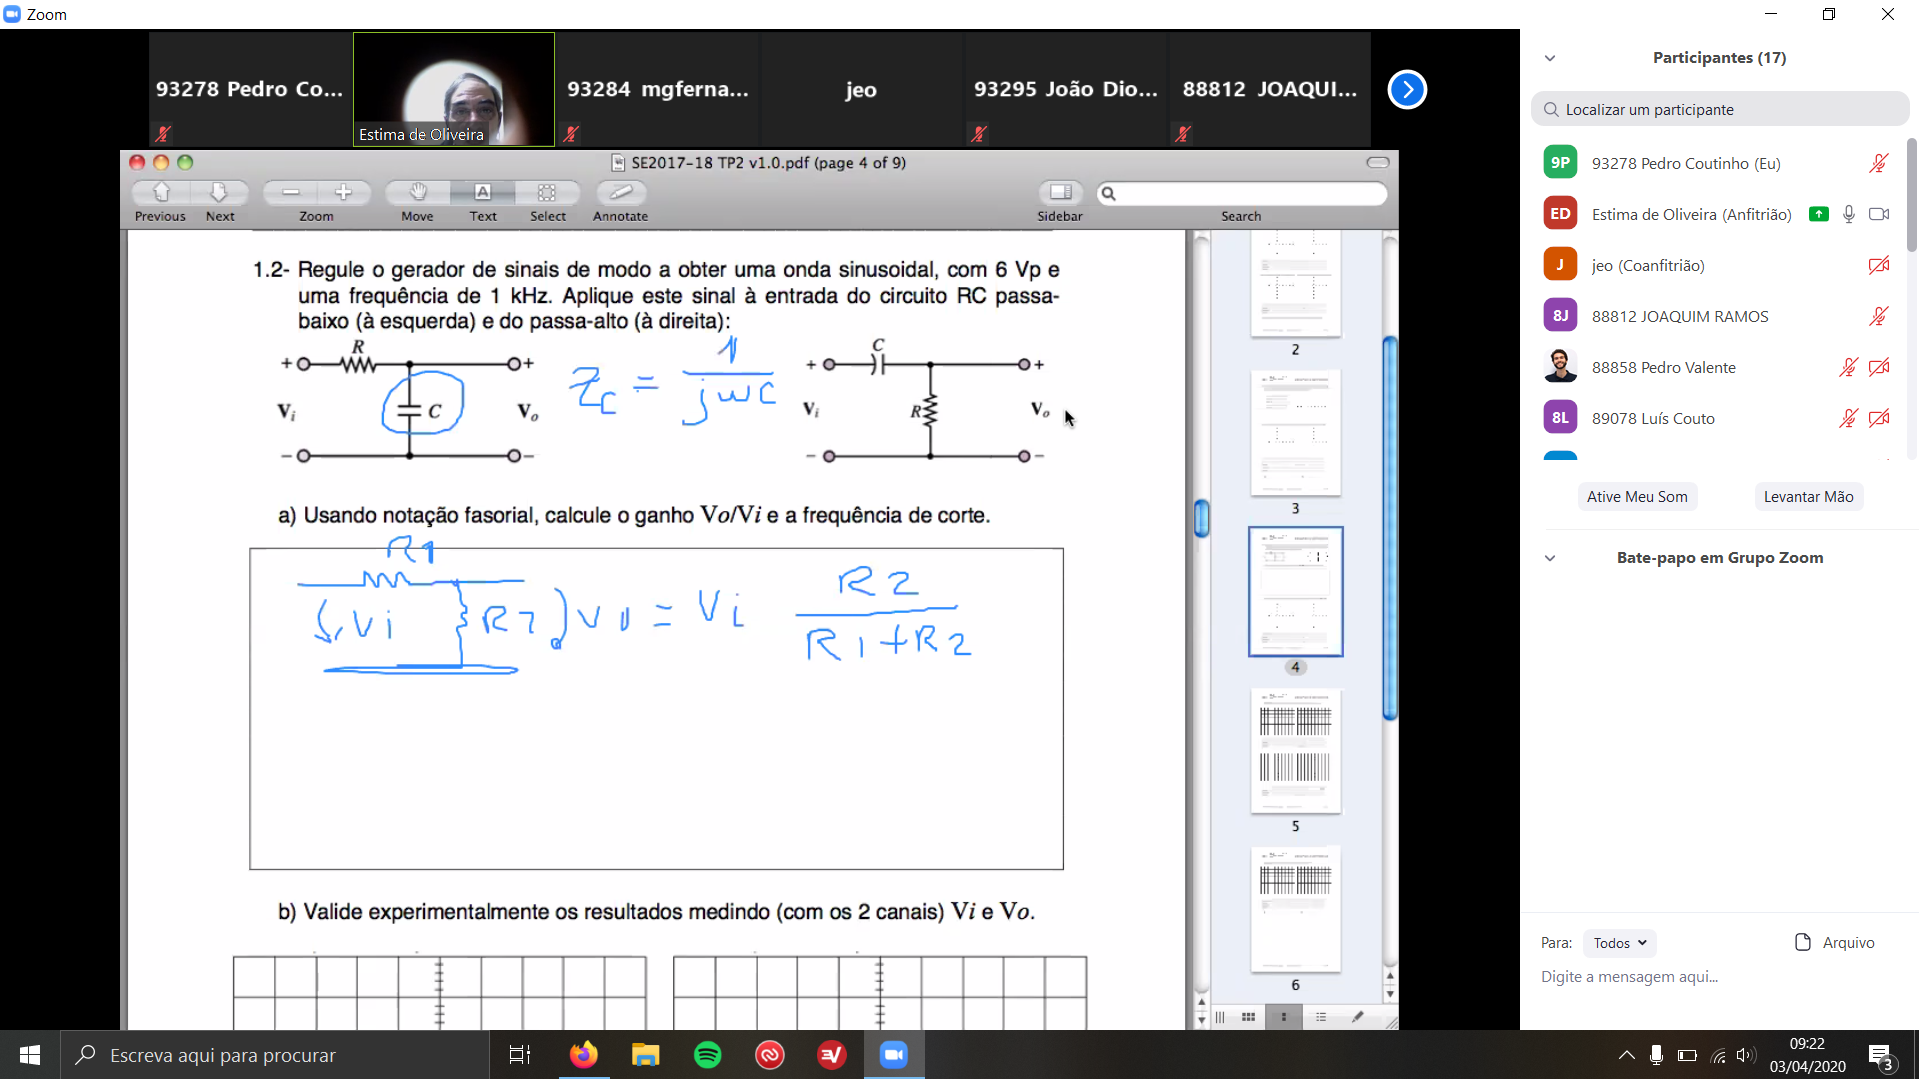 Zoom
93278 Pedro Co...
Estima de Oliveira
93284 mgferna...
jeo
93295 João Dio...
88812 JOAQUI...
SE2017-18 TP2 v1.0.pdf (page 4 of 9)
Previous Next Zoom Move Text Select Annotate Sidebar Search
1.2- Regule o gerador de sinais de modo a obter uma onda sinusoidal, com 6 Vp e
uma frequência de 1 kHz. Aplique este sinal à entrada do circuito RC passa-
baixo (à esquerda) e do passa-alto (à direita):
R
+ +
Vi C Vo
- -
Zc = 1
jwC
C
+ +
Vi R Vo
- -
a) Usando notação fasorial, calcule o ganho Vo/Vi e a frequência de corte.
R1
Vi R2 Vo = Vi R2
R1+R2
b) Valide experimentalmente os resultados medindo (com os 2 canais) Vi e Vo.
2
3
4
5
6
Participantes (17)
Localizar um participante
9P 93278 Pedro Coutinho (Eu)
ED Estima de Oliveira (Anfitrião)
J jeo (Coanfitrião)
8J 88812 JOAQUIM RAMOS
88858 Pedro Valente
8L 89078 Luís Couto
Ative Meu Som Levantar Mão
Bate-papo em Grupo Zoom
Para: Todos Arquivo
Digite a mensagem aqui...
Escreva aqui para procurar
09:22
03/04/2020
3